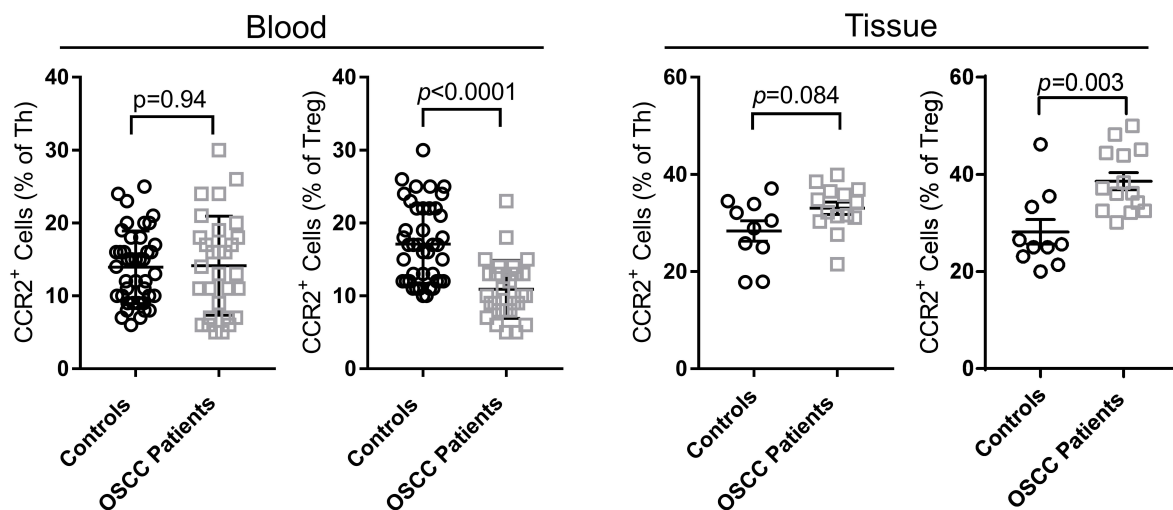 Blood
Tissue
CCR2+ Cells (% of Th)
40
30
20
10
0
p=0.94
Controls
OSCC Patients
CCR2+ Cells (% of Treg)
40
30
20
10
0
p<0.0001
Controls
OSCC Patients
CCR2+ Cells (% of Th)
60
40
20
0
p=0.084
Controls
OSCC Patients
CCR2+ Cells (% of Treg)
60
40
20
0
p=0.003
Controls
OSCC Patients